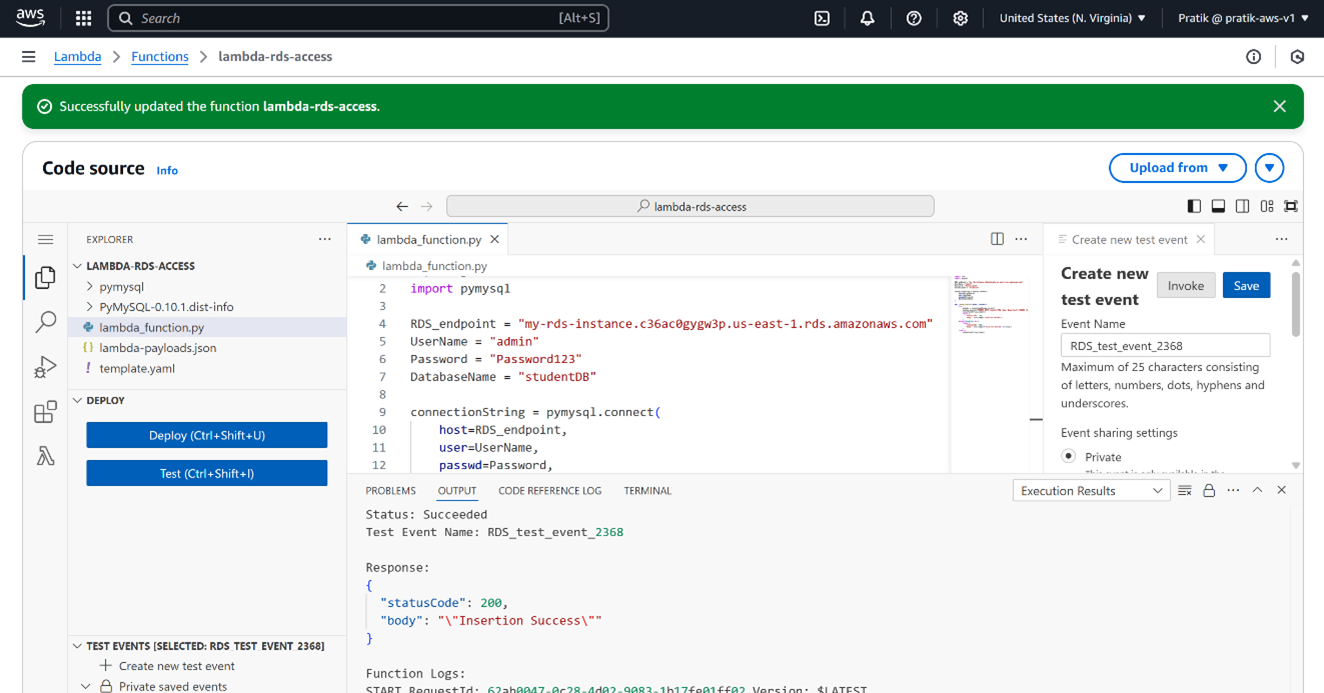 aws
Search [Alt+S]
United States (N. Virginia)
Pratik @ pratik-aws-v1
Lambda > Functions > lambda-rds-access
Successfully updated the function lambda-rds-access.
Code source Info
Upload from
lambda-rds-access
EXPLORER
LAMBDA-RDS-ACCESS
pymysql
PyMySQL-0.10.1.dist-info
lambda_function.py
lambda-payloads.json
template.yaml
DEPLOY
Deploy (Ctrl+Shift+U)
Test (Ctrl+Shift+I)
TEST EVENTS [SELECTED: RDS TEST EVENT 2368]
Create new test event
Private saved events
lambda_function.py
lambda_function.py
2 import pymysql
3
4 RDS_endpoint = "my-rds-instance.c36ac0gygw3p.us-east-1.rds.amazonaws.com"
5 UserName = "admin"
6 Password = "Password123"
7 DatabaseName = "studentDB"
8
9 connectionString = pymysql.connect(
10 host=RDS_endpoint,
11 user=UserName,
12 passwd=Password,
Create new test event
Create new
test event
Invoke
Save
Event Name
RDS_test_event_2368
Maximum of 25 characters consisting
of letters, numbers, dots, hyphens and
underscores.
Event sharing settings
Private
This event is only available in the
PROBLEMS OUTPUT CODE REFERENCE LOG TERMINAL
Execution Results
Status: Succeeded
Test Event Name: RDS_test_event_2368
Response:
{
"statusCode": 200,
"body": "\"Insertion Success\""
}
Function Logs:
START RequestId: 62ab0047-0c28-4d02-9083-1b17fe01ff02 Version: $LATEST